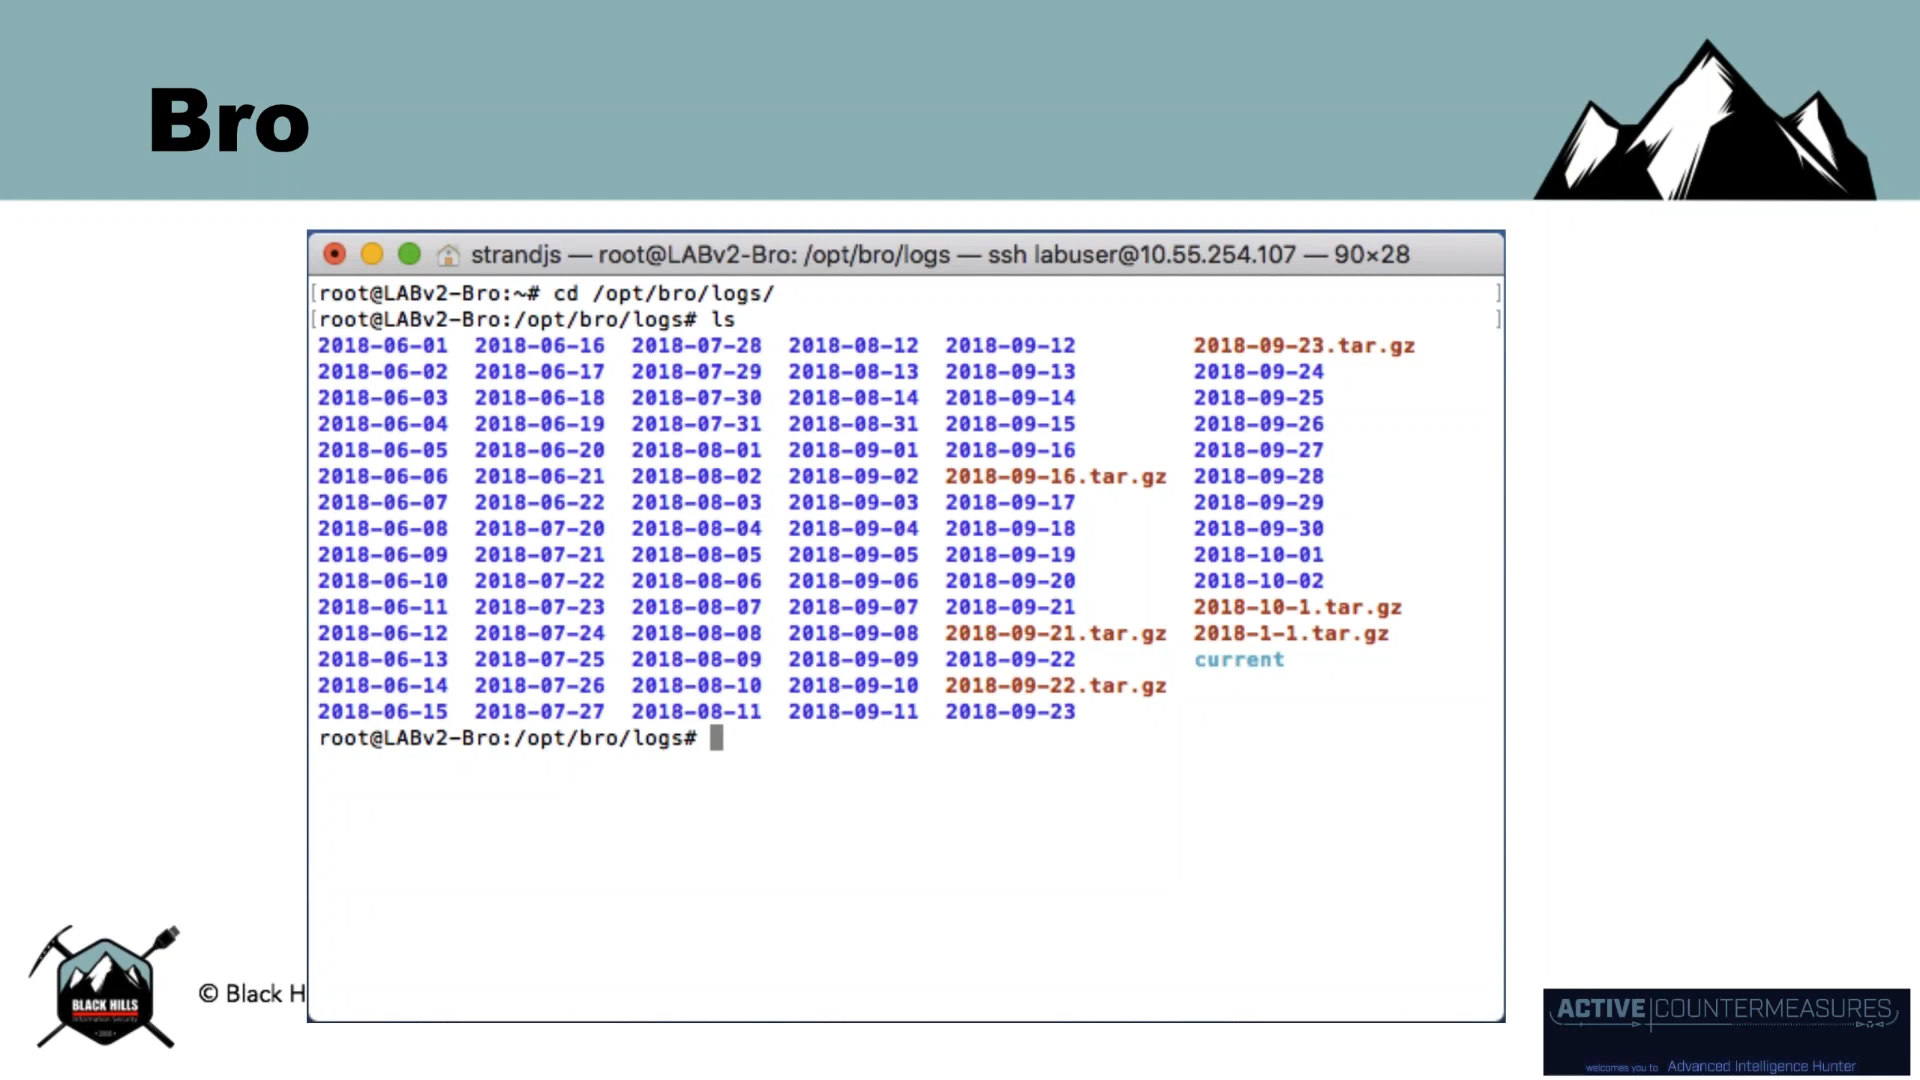 Bro
strandjs — root@LABv2-Bro: /opt/bro/logs — ssh labuser@10.55.254.107 — 90×28
[root@LABv2-Bro:~# cd /opt/bro/logs/ ]
[root@LABv2-Bro:/opt/bro/logs# ls ]
2018-06-01 2018-06-16 2018-07-28 2018-08-12 2018-09-12 2018-09-23.tar.gz
2018-06-02 2018-06-17 2018-07-29 2018-08-13 2018-09-13 2018-09-24
2018-06-03 2018-06-18 2018-07-30 2018-08-14 2018-09-14 2018-09-25
2018-06-04 2018-06-19 2018-07-31 2018-08-31 2018-09-15 2018-09-26
2018-06-05 2018-06-20 2018-08-01 2018-09-01 2018-09-16 2018-09-27
2018-06-06 2018-06-21 2018-08-02 2018-09-02 2018-09-16.tar.gz 2018-09-28
2018-06-07 2018-06-22 2018-08-03 2018-09-03 2018-09-17 2018-09-29
2018-06-08 2018-07-20 2018-08-04 2018-09-04 2018-09-18 2018-09-30
2018-06-09 2018-07-21 2018-08-05 2018-09-05 2018-09-19 2018-10-01
2018-06-10 2018-07-22 2018-08-06 2018-09-06 2018-09-20 2018-10-02
2018-06-11 2018-07-23 2018-08-07 2018-09-07 2018-09-21 2018-10-1.tar.gz
2018-06-12 2018-07-24 2018-08-08 2018-09-08 2018-09-21.tar.gz 2018-1-1.tar.gz
2018-06-13 2018-07-25 2018-08-09 2018-09-09 2018-09-22 current
2018-06-14 2018-07-26 2018-08-10 2018-09-10 2018-09-22.tar.gz
2018-06-15 2018-07-27 2018-08-11 2018-09-11 2018-09-23
root@LABv2-Bro:/opt/bro/logs#
BLACK HILLS
Information Security
© Black H
ACTIVE COUNTERMEASURES
welcomes you to Advanced Intelligence Hunter